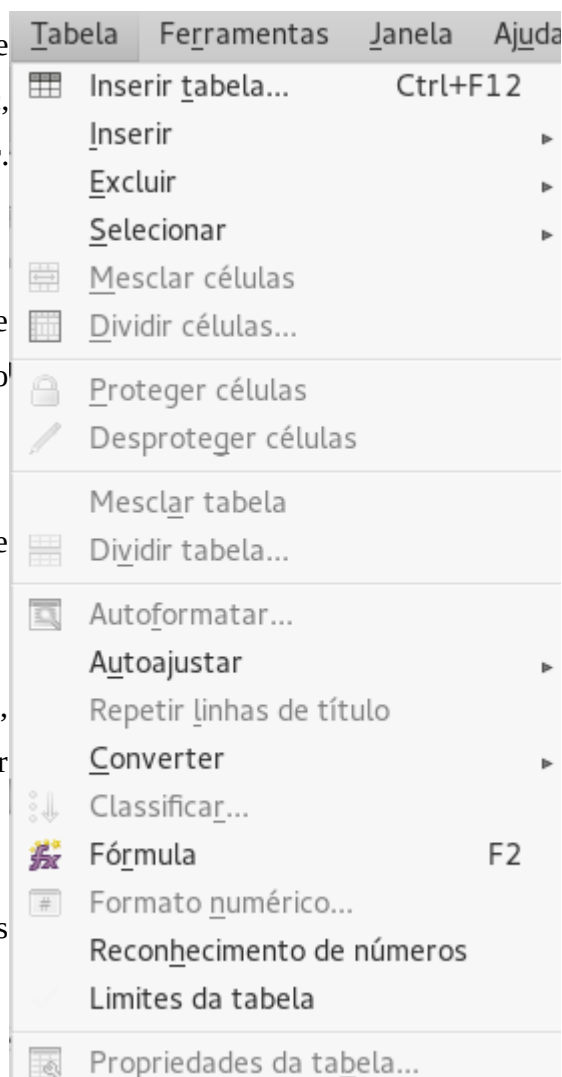 Tabela Ferramentas Janela Ajuda
Inserir tabela... Ctrl+F12
Inserir
Excluir
Selecionar
Mesclar células
Dividir células...
Proteger células
Desproteger células
Mesclar tabela
Dividir tabela...
Autoformatar...
Autoajustar
Repetir linhas de título
Converter
Classificar...
Fórmula F2
Formato numérico...
Reconhecimento de números
Limites da tabela
Propriedades da tabela...